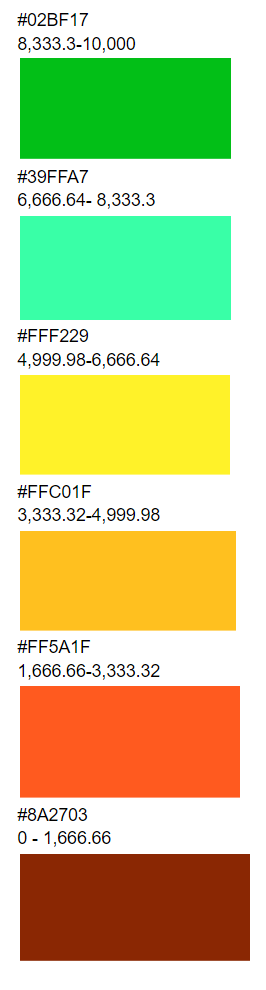 #02BF17
8,333.3-10,000
#39FFA7
6,666.64- 8,333.3
#FFF229
4,999.98-6,666.64
#FFC01F
3,333.32-4,999.98
#FF5A1F
1,666.66-3,333.32
#8A2703
0 - 1,666.66